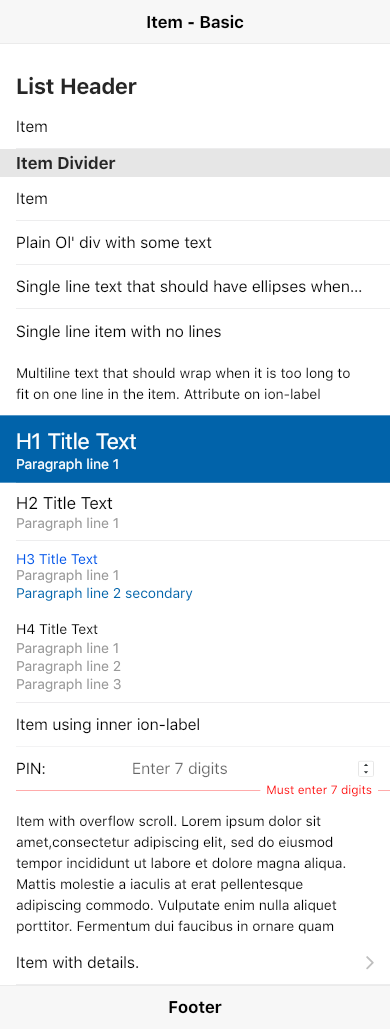 Item - Basic
List Header
Item
Item Divider
Item
Plain Ol' div with some text
Single line text that should have ellipses when...
Single line item with no lines
Multiline text that should wrap when it is too long to
fit on one line in the item. Attribute on ion-label
H1 Title Text
Paragraph line 1
H2 Title Text
Paragraph line 1
H3 Title Text
Paragraph line 1
Paragraph line 2 secondary
H4 Title Text
Paragraph line 1
Paragraph line 2
Paragraph line 3
Item using inner ion-label
PIN: Enter 7 digits
Must enter 7 digits
Item with overflow scroll. Lorem ipsum dolor sit
amet,consectetur adipiscing elit, sed do eiusmod
tempor incididunt ut labore et dolore magna aliqua.
Mattis molestie a iaculis at erat pellentesque
adipiscing commodo. Vulputate enim nulla aliquet
porttitor. Fermentum dui faucibus in ornare quam
Item with details.
Footer